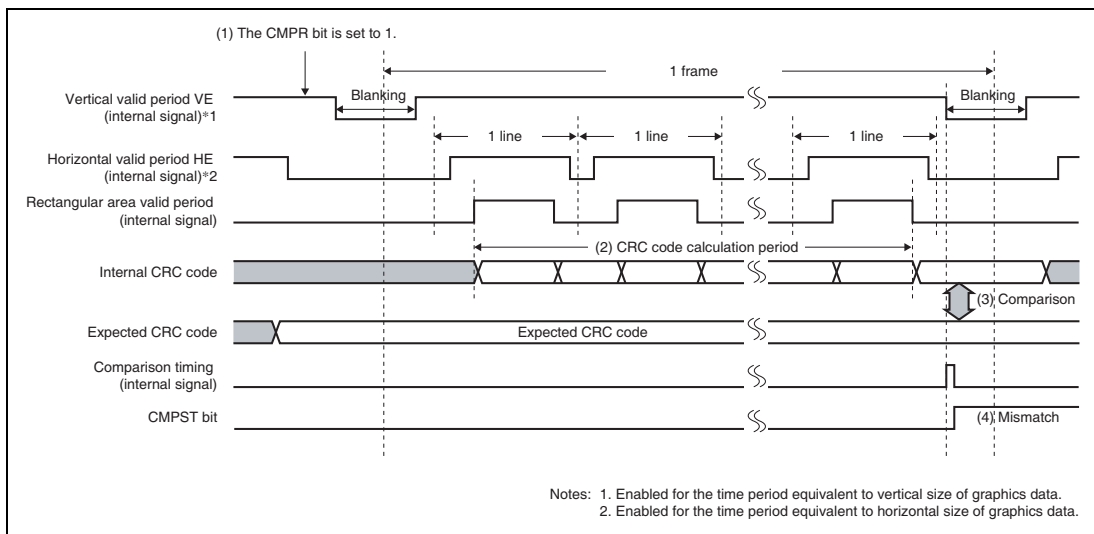 (1) The CMPR bit is set to 1.
1 frame
Vertical valid period VE
(internal signal)*1
Blanking
Blanking
1 line
1 line
1 line
Horizontal valid period HE
(internal signal)*2
Rectangular area valid period
(internal signal)
(2) CRC code calculation period
Internal CRC code
(3) Comparison
Expected CRC code
Expected CRC code
Comparison timing
(internal signal)
CMPST bit
(4) Mismatch
Notes: 1. Enabled for the time period equivalent to vertical size of graphics data.
2. Enabled for the time period equivalent to horizontal size of graphics data.